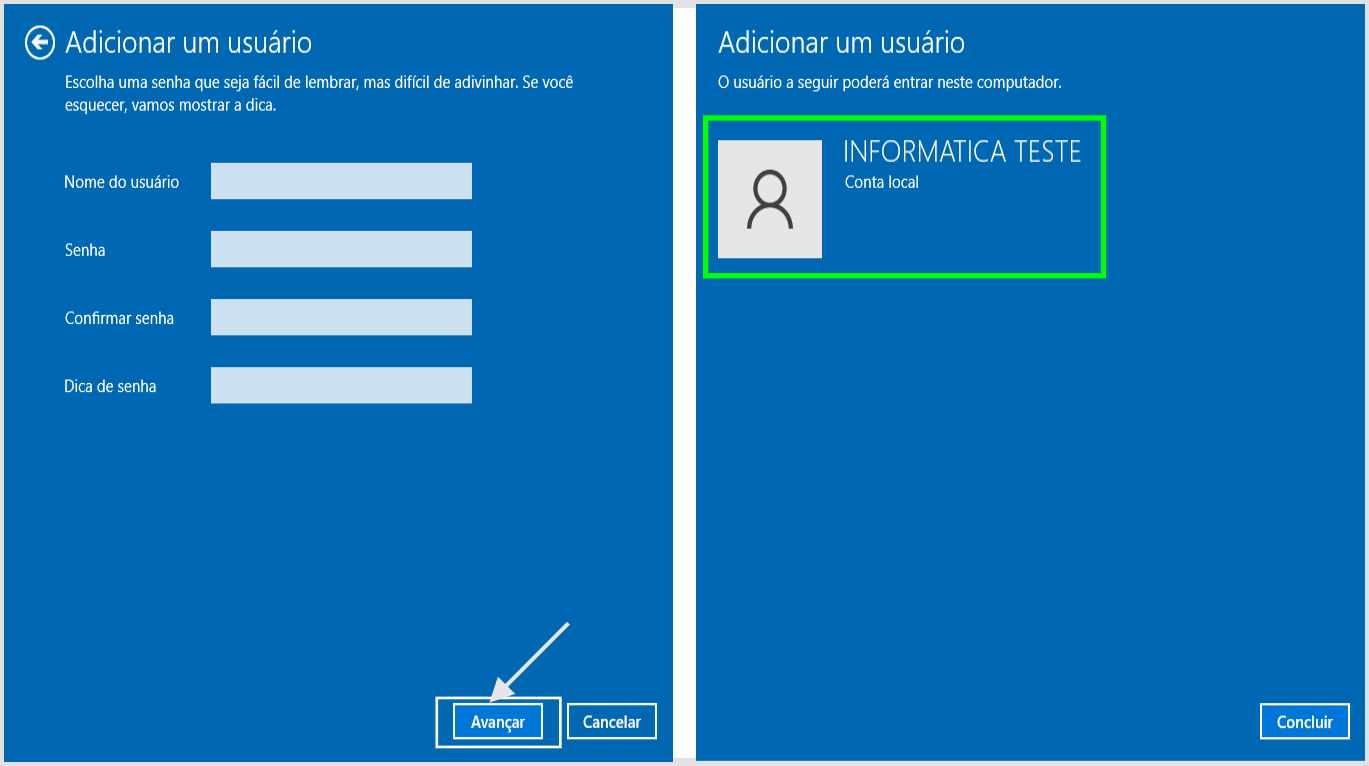 Adicionar um usuário
Escolha uma senha que seja fácil de lembrar, mas difícil de adivinhar. Se você
esquecer, vamos mostrar a dica.
Nome do usuário
Senha
Confirmar senha
Dica de senha
Avançar
Cancelar
Adicionar um usuário
O usuário a seguir poderá entrar neste computador.
INFORMATICA TESTE
Conta local
Concluir